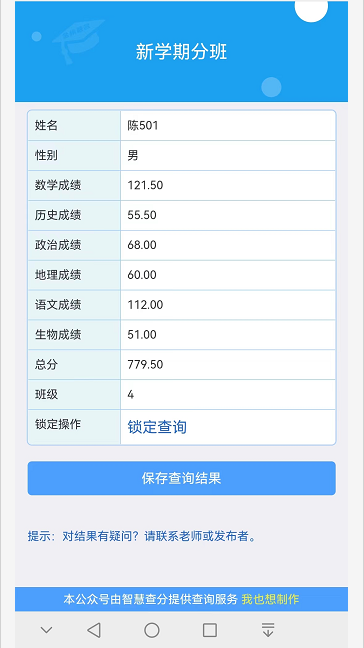 新学期分班
姓名 陈501
性别 男
数学成绩 121.50
历史成绩 55.50
政治成绩 68.00
地理成绩 60.00
语文成绩 112.00
生物成绩 51.00
总分 779.50
班级 4
锁定操作 锁定查询
保存查询结果
提示：对结果有疑问？请联系老师或发布者。
本公众号由智慧查分提供查询服务 我也想制作